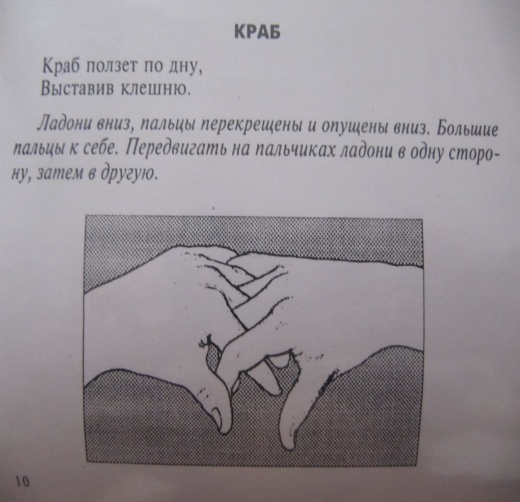 КРАБ
Краб ползет по дну,
Выставив клешню.
Ладони вниз, пальцы перекрещены и опущены вниз. Большие
пальцы к себе. Передвигать на пальчиках ладони в одну сторо-
ну, затем в другую.
10